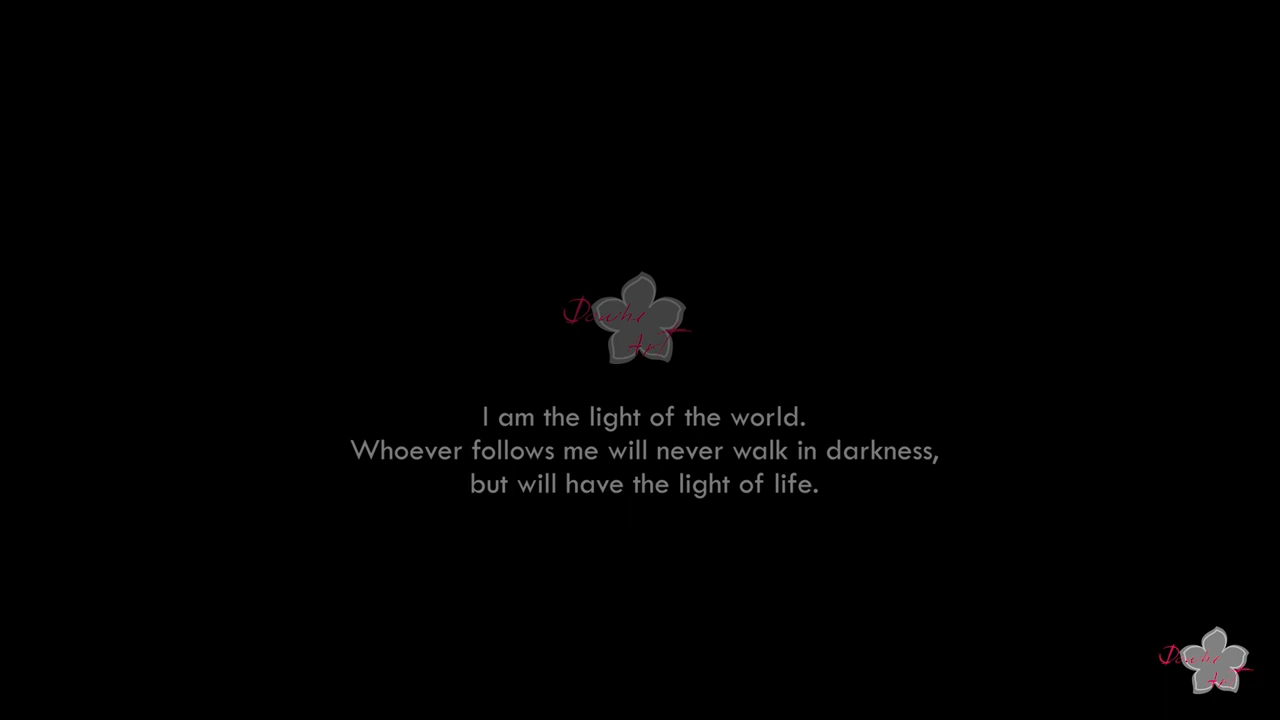 I am the light of the world.
Whoever follows me will never walk in darkness,
but will have the light of life.